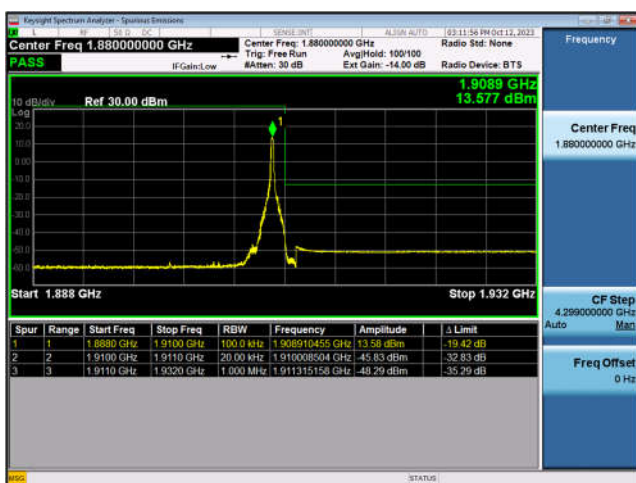 Keysight Spectrum Analyzer - Spurious Emissions
L RF 50 Ω DC SENSE:INT ALIGN AUTO 03:11:56 PM Oct 12, 2023
Center Freq 1.880000000 GHz
Center Freq: 1.880000000 GHz
Radio Std: None
Trig: Free Run Avg|Hold: 100/100
PASS
IFGain:Low #Atten: 30 dB Ext Gain: -14.00 dB Radio Device: BTS
Frequency
1.9089 GHz
13.577 dBm
10 dB/div Ref 30.00 dBm
Log
20.0
10.0
0.00
-10.0
-20.0
-30.0
-40.0
-50.0
-60.0
1
Start 1.888 GHz Stop 1.932 GHz
Center Freq
1.880000000 GHz
CF Step
4.299000000 GHz
Auto Man
Freq Offset
0 Hz
Spur Range Start Freq Stop Freq RBW Frequency Amplitude Δ Limit
1 1 1.8880 GHz 1.9100 GHz 100.0 kHz 1.908910455 GHz 13.58 dBm -19.42 dB
2 2 1.9100 GHz 1.9110 GHz 20.00 kHz 1.910008504 GHz -45.83 dBm -32.83 dB
3 3 1.9110 GHz 1.9320 GHz 1.000 MHz 1.911315158 GHz -48.29 dBm -35.29 dB
MSG STATUS